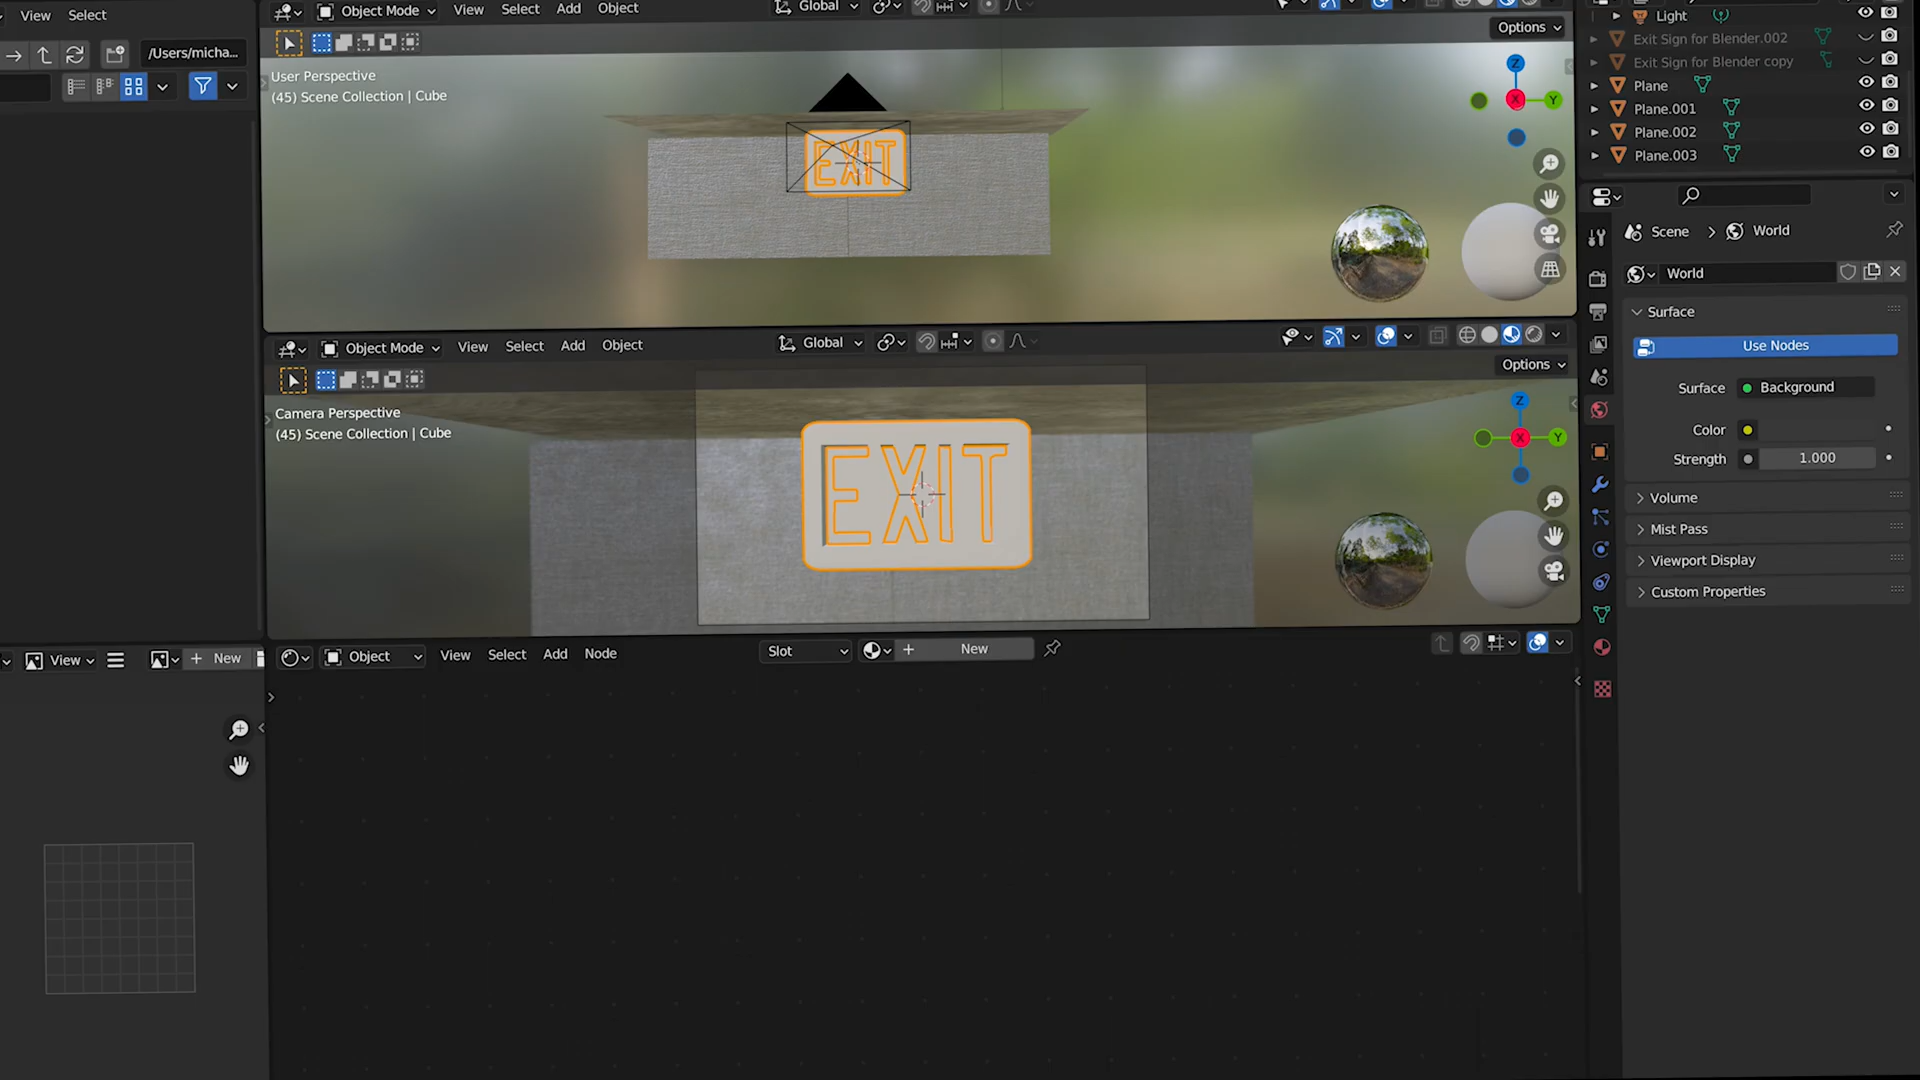 View Select
/Users/micha...
Object Mode View Select Add Object Global
Options
User Perspective
(45) Scene Collection | Cube
EXIT
Z
X
Y
Light
Exit Sign for Blender.002
Exit Sign for Blender copy
Plane
Plane.001
Plane.002
Plane.003
Scene > World
World
Surface
Use Nodes
Surface Background
Color
Strength 1.000
Volume
Mist Pass
Viewport Display
Custom Properties
Object Mode View Select Add Object Global
Options
Camera Perspective
(45) Scene Collection | Cube
EXIT
Z
X
Y
View + New
Object View Select Add Node Slot + New